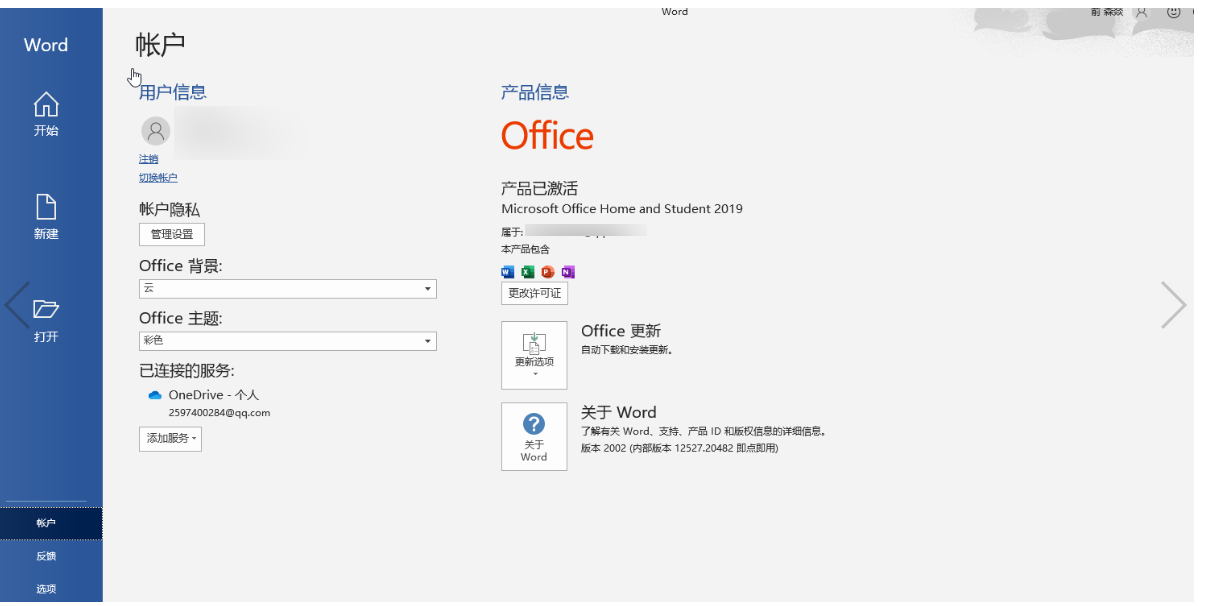 Word
俞 森焱
Word
开始
新建
打开
帐户
反馈
选项
帐户
用户信息
注销
切换帐户
帐户隐私
管理设置
Office 背景:
云
Office 主题:
彩色
已连接的服务:
OneDrive - 个人
2597400284@qq.com
添加服务
产品信息
Office
产品已激活
Microsoft Office Home and Student 2019
属于:
本产品包含
更改许可证
更新选项
Office 更新
自动下载和安装更新。
关于
Word
关于 Word
了解有关 Word、支持、产品 ID 和版权信息的详细信息。
版本 2002 (内部版本 12527.20482 即点即用)